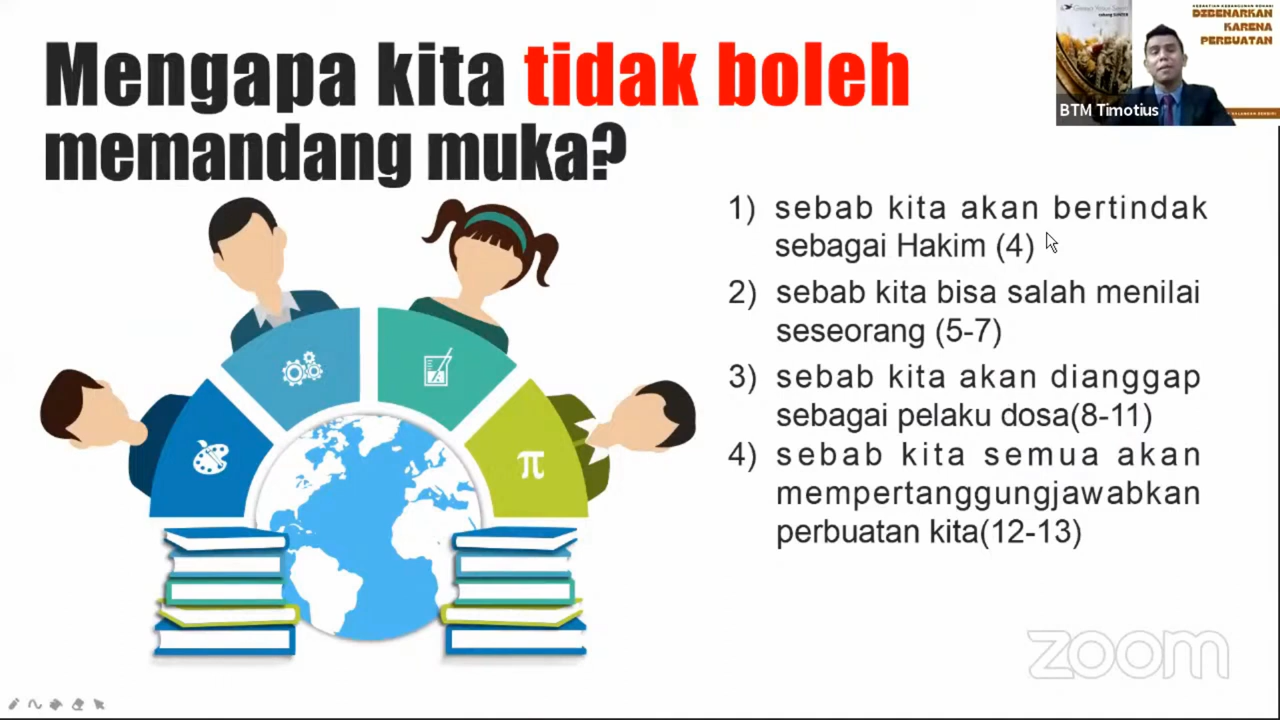 Mengapa kita tidak boleh
memandang muka?
1) sebab kita akan bertindak
sebagai Hakim (4)
2) sebab kita bisa salah menilai
seseorang (5-7)
3) sebab kita akan dianggap
sebagai pelaku dosa(8-11)
4) sebab kita semua akan
mempertanggungjawabkan
perbuatan kita(12-13)
π
DIBENARKAN
KARENA
PERBUATAN
BTM Timotius
zoom